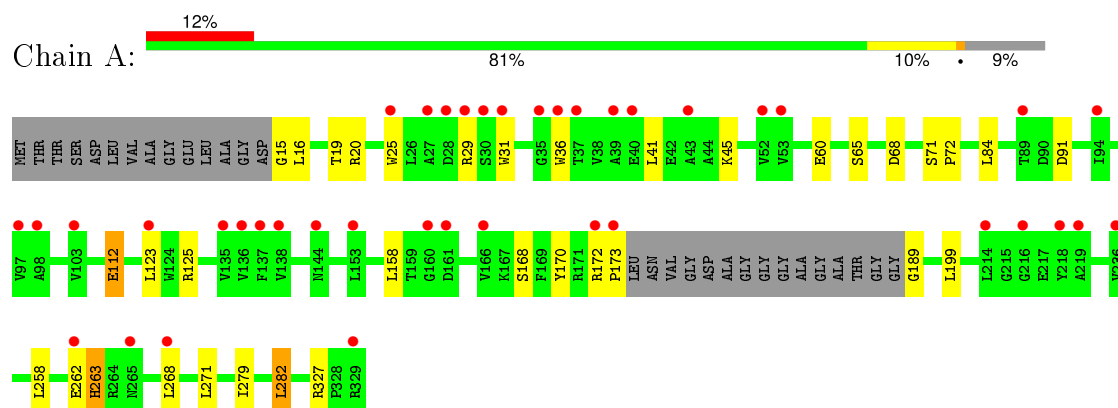 12%
Chain A:
81% 10% • 9%
MET THR THR SER ASP LEU VAL ALA GLY GLU LEU ALA GLY ASP G15 L16 T19 R20 W25 L26 A27 D28 R29 S30 W31 G35 W36 T37 V38 A39 E40 L41 E42 A43 A44 K45 V52 V53 E60 S65 D68 S71 P72 L84 T89 D90 D91 I94
V97 A98 V103 E112 L123 W124 R125 V135 V136 F137 V138 N144 L153 L158 T159 G160 D161 V166 K167 S168 F169 Y170 R171 R172 P173 LEU ASN VAL GLY ASP ALA GLY GLY GLY ALA GLY ALA THR GLY GLY G189 L199 L214 G215 G216 E217 Y218 A219
L258 E262 H263 R264 N265 L268 L271 I279 L282 R327 P328 R329